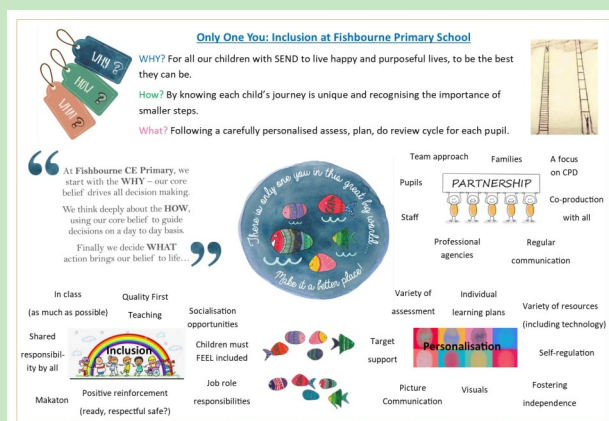 Only One You: Inclusion at Fishbourne Primary School
WHY? For all our children with SEND to live happy and purposeful lives, to be the best
they can be.
How? By knowing each child's journey is unique and recognising the importance of
smaller steps.
What? Following a carefully personalised assess, plan, do review cycle for each pupil.
WHY?
HOW?
WHAT?
“
At Fishbourne CE Primary, we
start with the WHY – our core
belief drives all decision making.
We think deeply about the HOW,
using our core belief to guide
decisions on a day to day basis.
Finally we decide WHAT
action brings our belief to life…
”
There is only one you in this great big world.
Make it a better place!
Team approach
Families
A focus
on CPD
Pupils
PARTNERSHIP
Co-production
with all
Staff
Professional
agencies
Regular
communication
In class
(as much as possible)
Quality First
Teaching
Socialisation
opportunities
Shared
responsibil-
ity by all
Inclusion
Children must
FEEL included
Makaton
Positive reinforcement
(ready, respectful safe?)
Job role
responsibilities
Variety of
assessment
Individual
learning plans
Variety of resources
(including technology)
Target
support
Personalisation
Self-regulation
Picture
Communication
Visuals
Fostering
independence